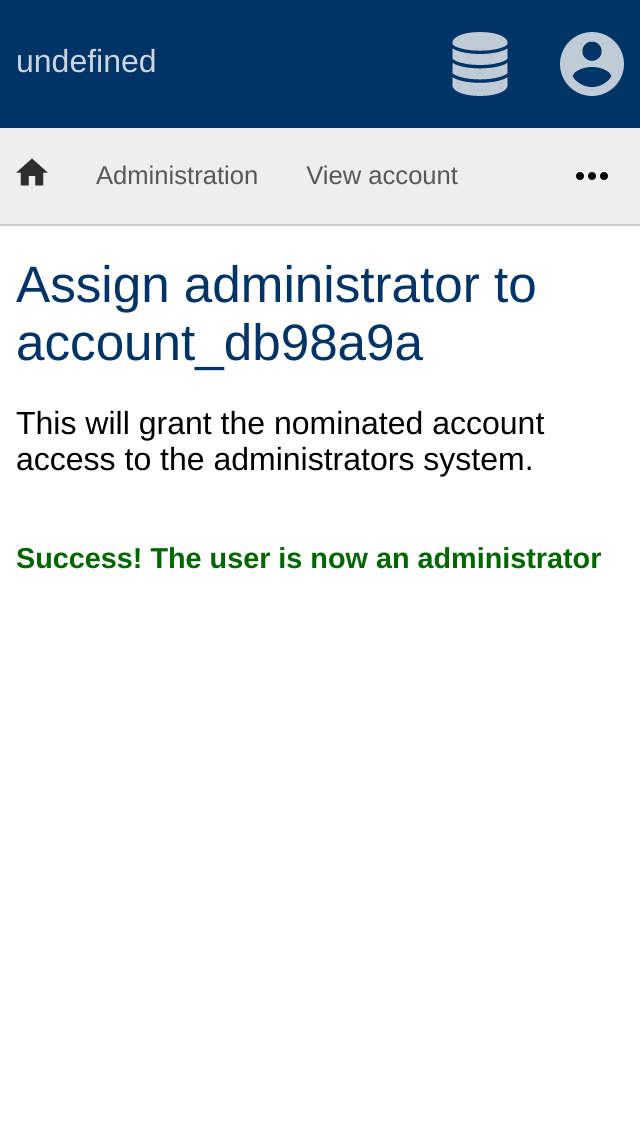 undefined
Administration
View account
Assign administrator to
account_db98a9a
This will grant the nominated account
access to the administrators system.
Success! The user is now an administrator